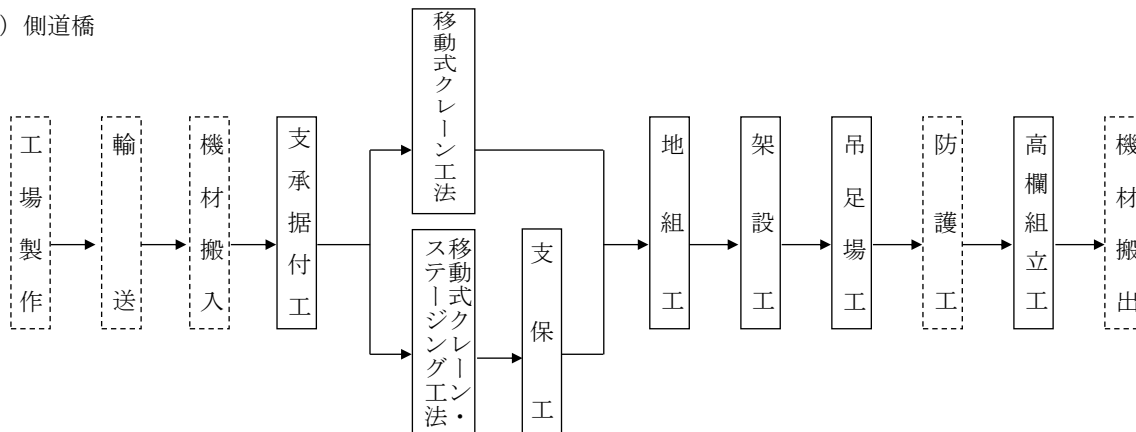 ）側道橋
工場製作
輸送
機材搬入
支承据付工
移動式クレーン工法
移動式クレーン・
ステージング工法
支保工
地組工
架設工
吊足場工
防護工
高欄組立工
機材搬出